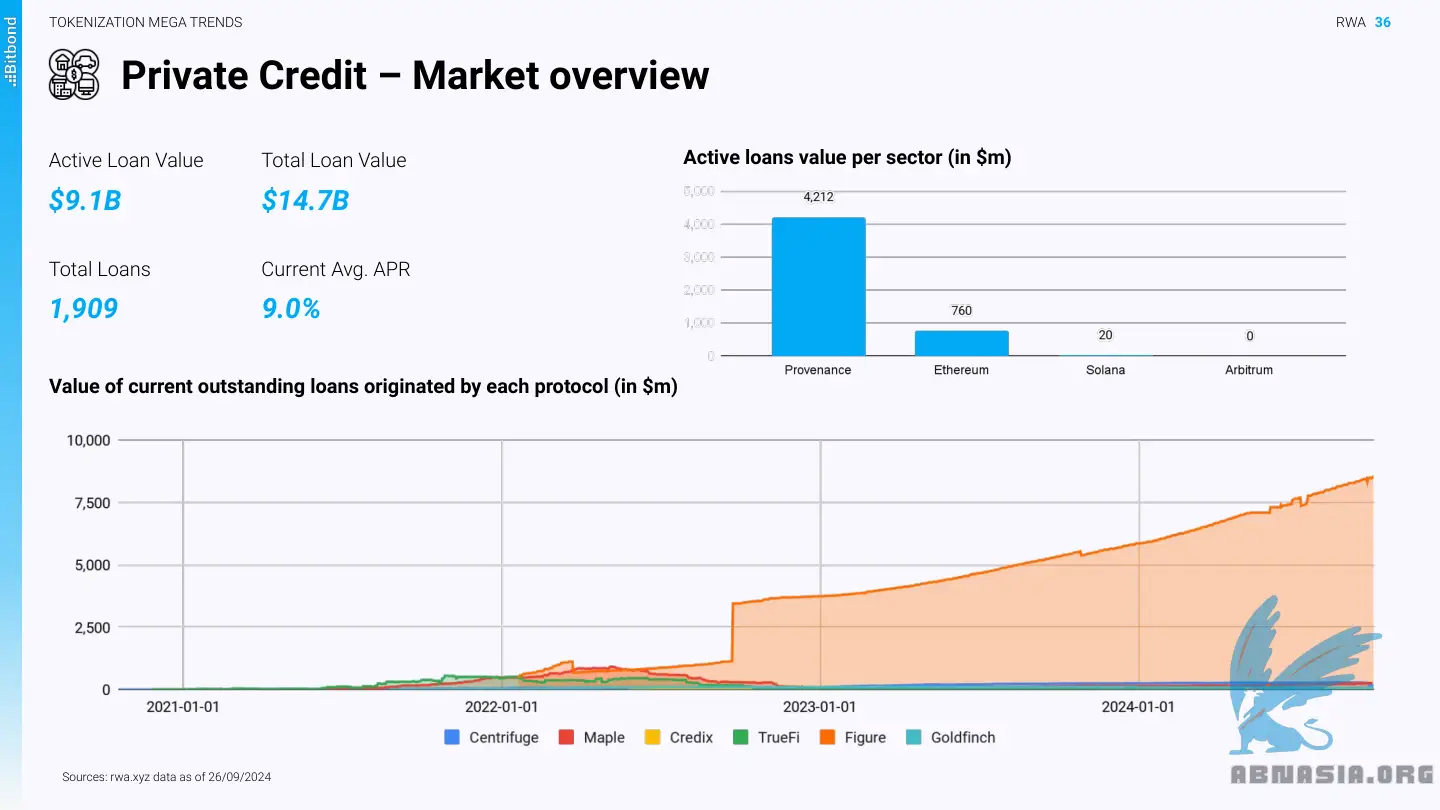 Bitbond
TOKENIZATION MEGA TRENDS
RWA 36
Private Credit – Market overview
Active Loan Value
Total Loan Value
$9.1B
$14.7B
Total Loans
Current Avg. APR
1,909
9.0%
Active loans value per sector (in $m)
5,000
4,000
3,000
2,000
1,000
0
4,212
760
20
0
Provenance
Ethereum
Solana
Arbitrum
Value of current outstanding loans originated by each protocol (in $m)
10,000
7,500
5,000
2,500
0
2021-01-01
2022-01-01
2023-01-01
2024-01-01
Centrifuge
Maple
Credix
TrueFi
Figure
Goldfinch
Sources: rwa.xyz data as of 26/09/2024
ABNASIA.ORG